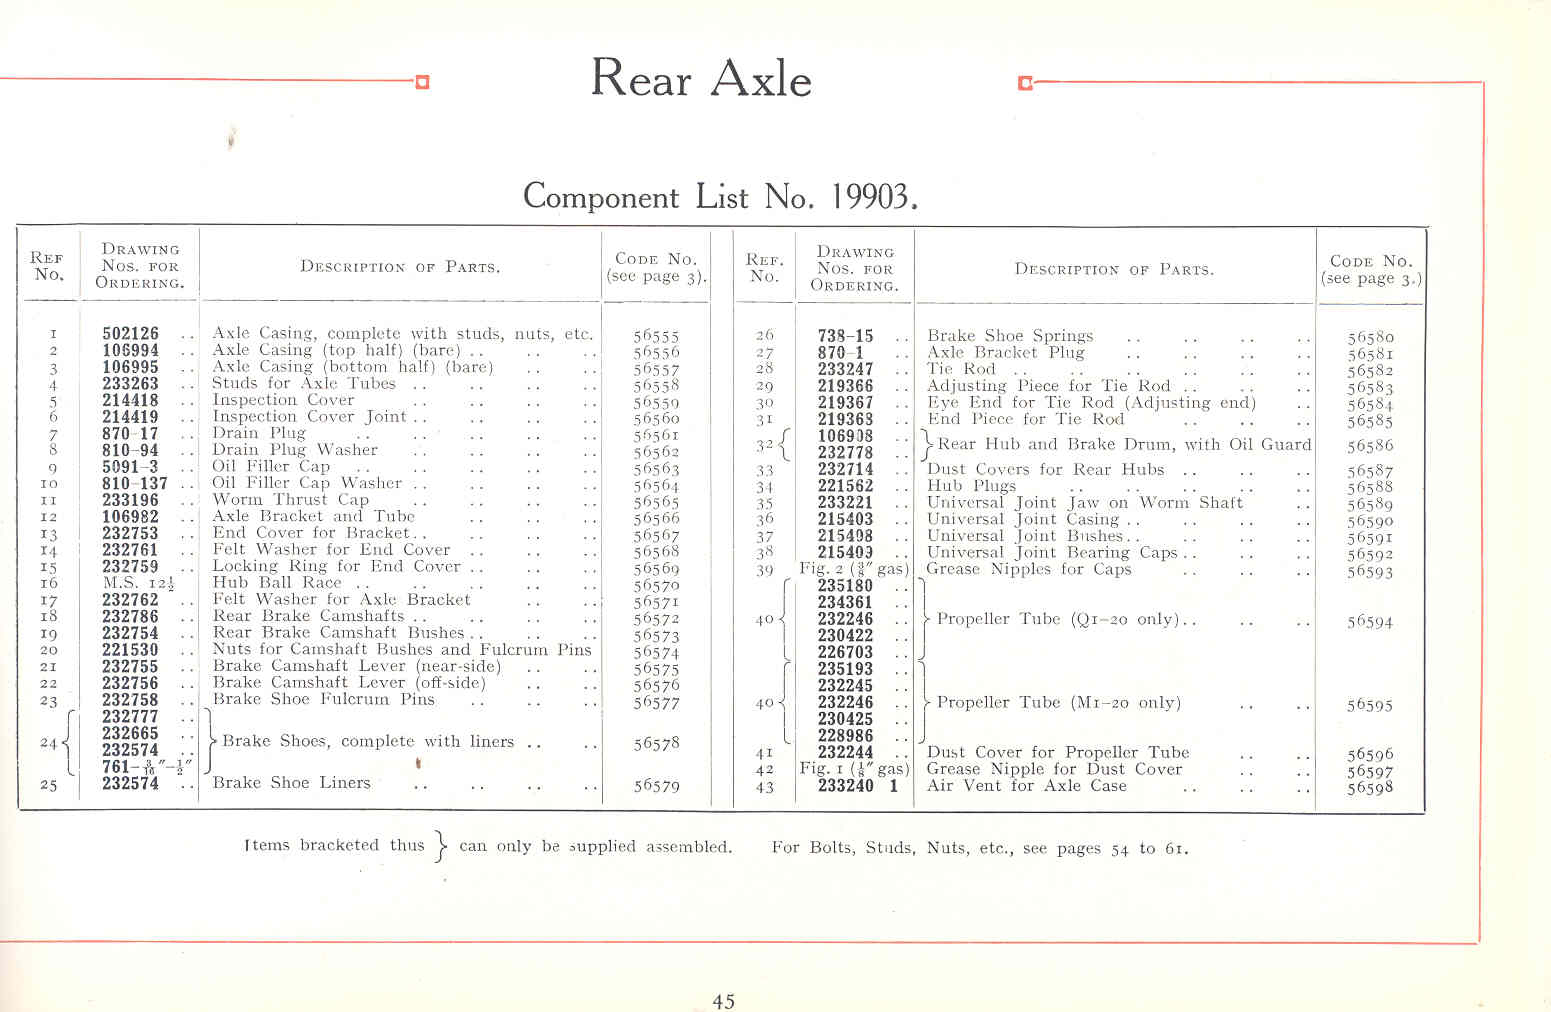 Rear Axle
Component List No. 19903.
REF No. DRAWING NOS. FOR ORDERING. DESCRIPTION OF PARTS. CODE No. (see page 3). REF. No. DRAWING NOS. FOR ORDERING. DESCRIPTION OF PARTS. CODE No. (see page 3.)
1 502126 .. Axle Casing, complete with studs, nuts, etc. 56555
2 106994 .. Axle Casing (top half) (bare) .. .. .. 56556
3 106995 .. Axle Casing (bottom half) (bare) .. .. 56557
4 233263 .. Studs for Axle Tubes .. .. .. .. 56558
5 214418 .. Inspection Cover .. .. .. .. 56559
6 214419 .. Inspection Cover Joint .. .. .. .. 56560
7 870-17 .. Drain Plug .. .. .. .. .. 56561
8 810-94 .. Drain Plug Washer .. .. .. .. 56562
9 5091-3 .. Oil Filler Cap .. .. .. .. .. 56563
10 810-137 .. Oil Filler Cap Washer .. .. .. .. 56564
11 233196 .. Worm Thrust Cap .. .. .. .. 56565
12 106982 .. Axle Bracket and Tube .. .. .. 56566
13 232753 .. End Cover for Bracket .. .. .. .. 56567
14 232761 .. Felt Washer for End Cover .. .. .. 56568
15 232759 .. Locking Ring for End Cover .. .. .. 56569
16 M.S. 12½ Hub Ball Race .. .. .. .. .. 56570
17 232762 .. Felt Washer for Axle Bracket .. .. 56571
18 232786 .. Rear Brake Camshafts .. .. .. .. 56572
19 232754 .. Rear Brake Camshaft Bushes .. .. .. 56573
20 221530 .. Nuts for Camshaft Bushes and Fulcrum Pins 56574
21 232755 .. Brake Camshaft Lever (near-side) .. .. 56575
22 232756 .. Brake Camshaft Lever (off-side) .. .. 56576
23 232758 .. Brake Shoe Fulcrum Pins .. .. .. 56577
24 { 232777 ..
232665 ..
232574 .. } Brake Shoes, complete with liners .. .. 56578
761-3/16"-½"
25 232574 .. Brake Shoe Liners .. .. .. .. 56579
26 738-15 .. Brake Shoe Springs .. .. .. .. 56580
27 870-1 .. Axle Bracket Plug .. .. .. .. 56581
28 233247 .. Tie Rod .. .. .. .. .. .. 56582
29 219366 .. Adjusting Piece for Tie Rod .. .. .. 56583
30 219367 .. Eye End for Tie Rod (Adjusting end) .. 56584
31 219368 .. End Piece for Tie Rod .. .. .. 56585
32 { 106908 ..
232778 .. } Rear Hub and Brake Drum, with Oil Guard 56586
33 232714 .. Dust Covers for Rear Hubs .. .. .. 56587
34 221562 .. Hub Plugs .. .. .. .. .. 56588
35 233221 .. Universal Joint Jaw on Worm Shaft .. 56589
36 215403 .. Universal Joint Casing .. .. .. .. 56590
37 215408 .. Universal Joint Bushes .. .. .. .. 56591
38 215409 .. Universal Joint Bearing Caps .. .. .. 56592
39 Fig. 2 (⅜" gas) Grease Nipples for Caps .. .. .. 56593
235180 ..
234361 ..
40 { 232246 .. } Propeller Tube (Q1-20 only) .. .. .. 56594
230422 ..
226703 ..
235193 ..
232245 ..
40 { 232246 .. } Propeller Tube (M1-20 only) .. .. 56595
230425 ..
228986 ..
41 232244 .. Dust Cover for Propeller Tube .. .. 56596
42 Fig. 1 (⅛" gas) Grease Nipple for Dust Cover .. .. 56597
43 233240 1 Air Vent for Axle Case .. .. .. 56598
Items bracketed thus } can only be supplied assembled. For Bolts, Studs, Nuts, etc., see pages 54 to 61.
45